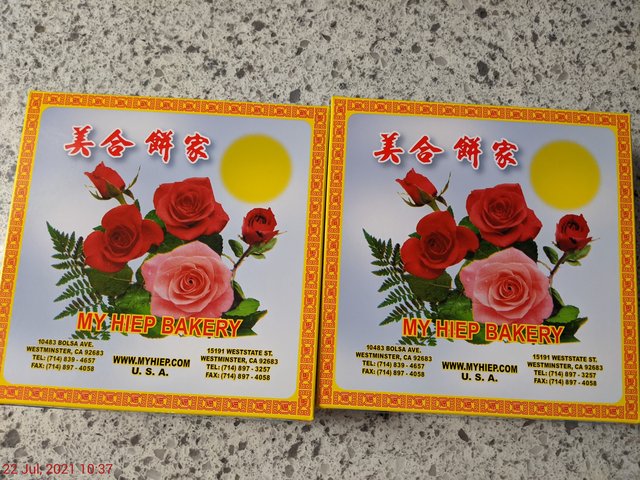 美合餅家
MY HIEP BAKERY
10483 BOLSA AVE.
WESTMINSTER, CA 92683
TEL: (714) 839 - 4657
FAX: (714) 897 - 4058
WWW.MYHIEP.COM
U. S. A.
15191 WESTSTATE ST.
WESTMINSTER, CA 92683
TEL: (714) 897 - 3257
FAX: (714) 897 - 4058
美合餅家
MY HIEP BAKERY
10483 BOLSA AVE.
WESTMINSTER, CA 92683
TEL: (714) 839 - 4657
FAX: (714) 897 - 4058
WWW.MYHIEP.COM
U. S. A.
15191 WESTSTATE ST.
WESTMINSTER, CA 92683
TEL: (714) 897 - 3257
FAX: (714) 897 - 4058
22 Jul, 2021 10:37